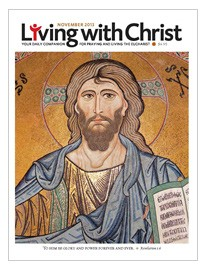 NOVEMBER 2013
Living with Christ
YOUR DAILY COMPANION FOR PRAYING AND LIVING THE EUCHARIST
"TO HIM BE GLORY AND POWER FOREVER AND EVER. Revelation 1:6